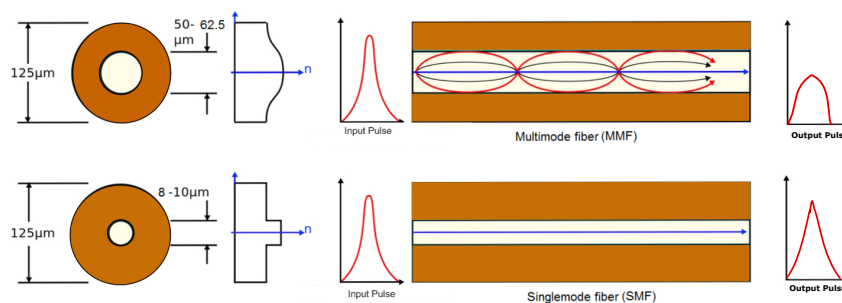 50- 62.5
μm
125μm
n
Input Pulse
Multimode fiber (MMF)
Output Puls
8 -10μm
125μm
n
Input Pulse
Singlemode fiber (SMF)
Output Puls